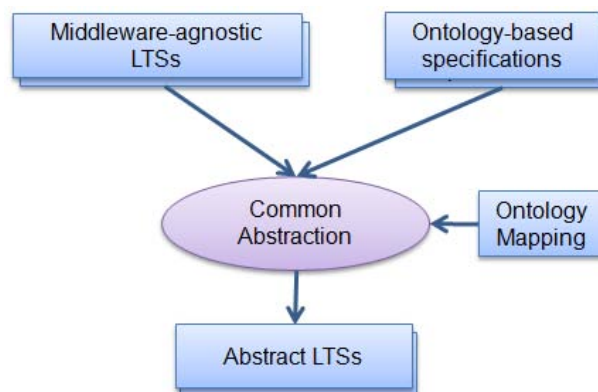 Middleware-agnostic
LTSs
Ontology-based
specifications
Common
Abstraction
Ontology
Mapping
Abstract LTSs